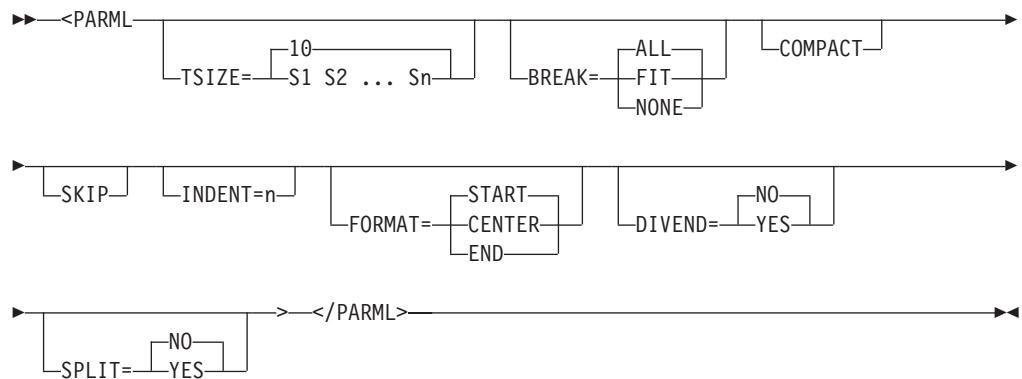 <PARML
10
TSIZE= S1 S2 ... Sn
ALL
BREAK= FIT
NONE
COMPACT
SKIP
INDENT=n
START
FORMAT= CENTER
END
NO
DIVEND= YES
> </PARML>
NO
SPLIT= YES